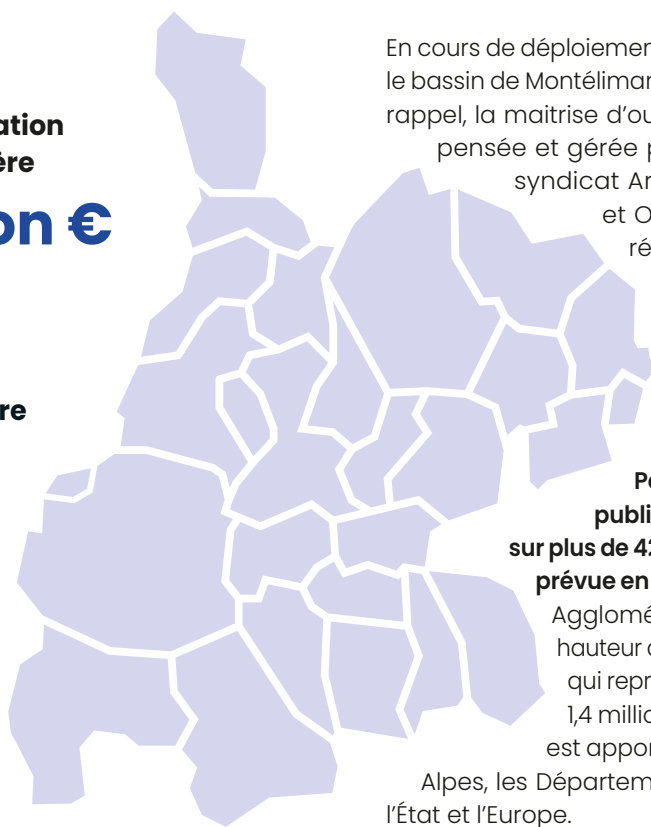 ation
ère
on €
re
En cours de déploiemen
le bassin de Montélimar
rappel, la maitrise d'ou
pensée et gérée p
syndicat Ar
et O
ré
Po
publi
sur plus de 42
prévue en
Agglomé
hauteur d
qui repr
1,4 millio
est appor
Alpes, les Départem
l'État et l'Europe.